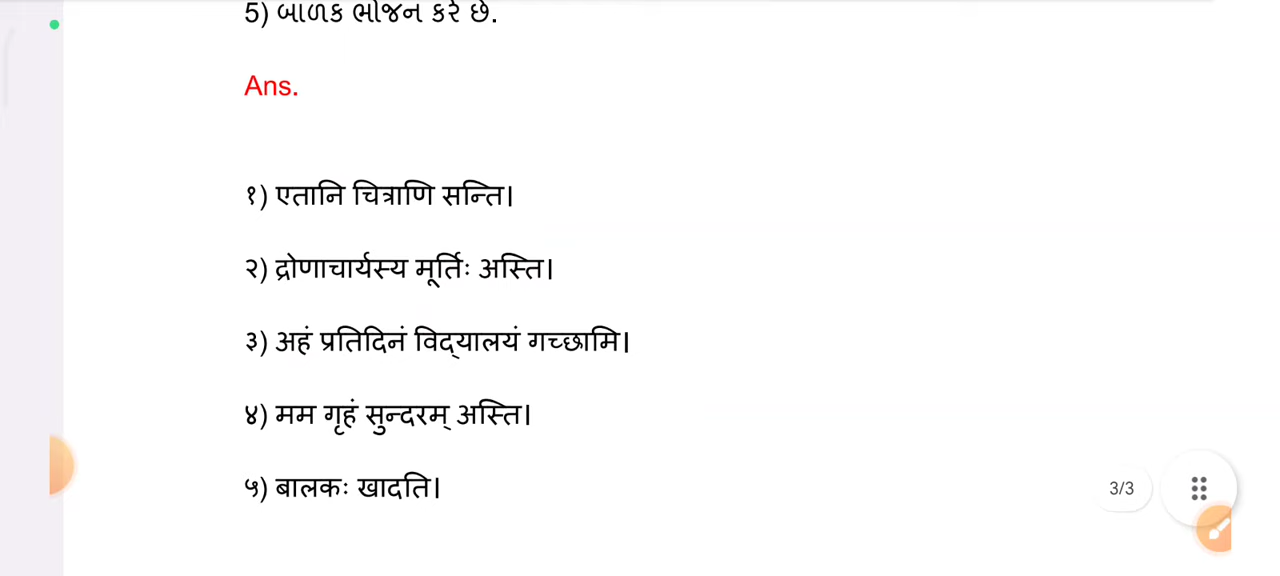 5) બાળક ભોજન કરે છે.
Ans.
१) एतानि चित्राणि सन्ति।
२) द्रोणाचार्यस्य मूर्तिः अस्ति।
३) अहं प्रतिदिनं विद्यालयं गच्छामि।
४) मम गृहं सुन्दरम् अस्ति।
५) बालकः खादति।
3/3